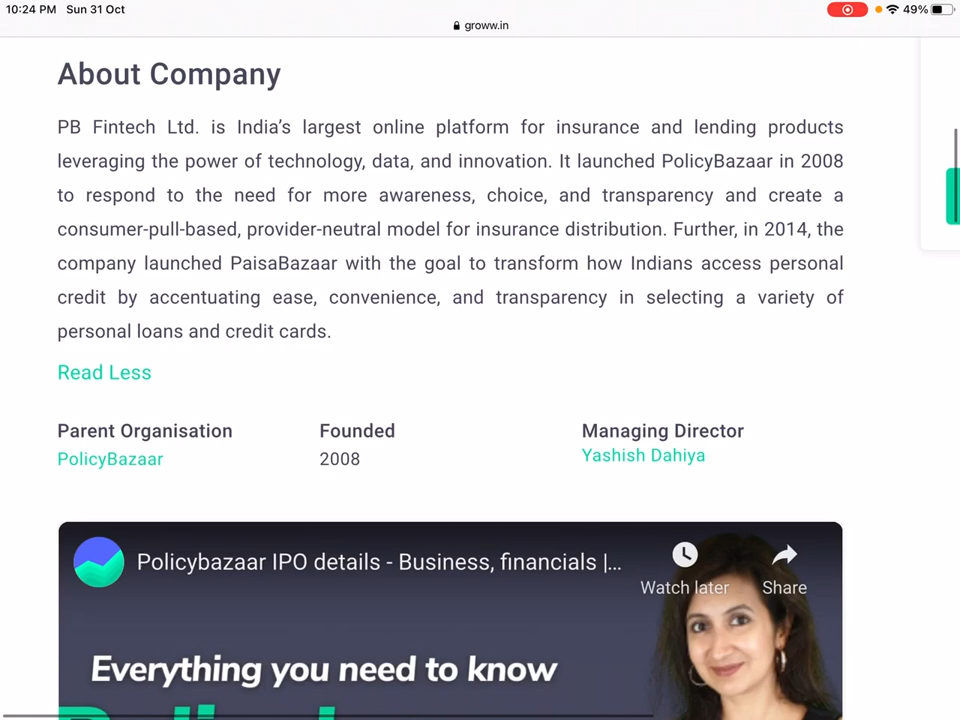 10:24 PM Sun 31 Oct
49%
groww.in
About Company
PB Fintech Ltd. is India’s largest online platform for insurance and lending products
leveraging the power of technology, data, and innovation. It launched PolicyBazaar in 2008
to respond to the need for more awareness, choice, and transparency and create a
consumer-pull-based, provider-neutral model for insurance distribution. Further, in 2014, the
company launched PaisaBazaar with the goal to transform how Indians access personal
credit by accentuating ease, convenience, and transparency in selecting a variety of
personal loans and credit cards.
Read Less
Parent Organisation Founded Managing Director
PolicyBazaar 2008 Yashish Dahiya
Policybazaar IPO details - Business, financials |...
Watch later Share
Everything you need to know